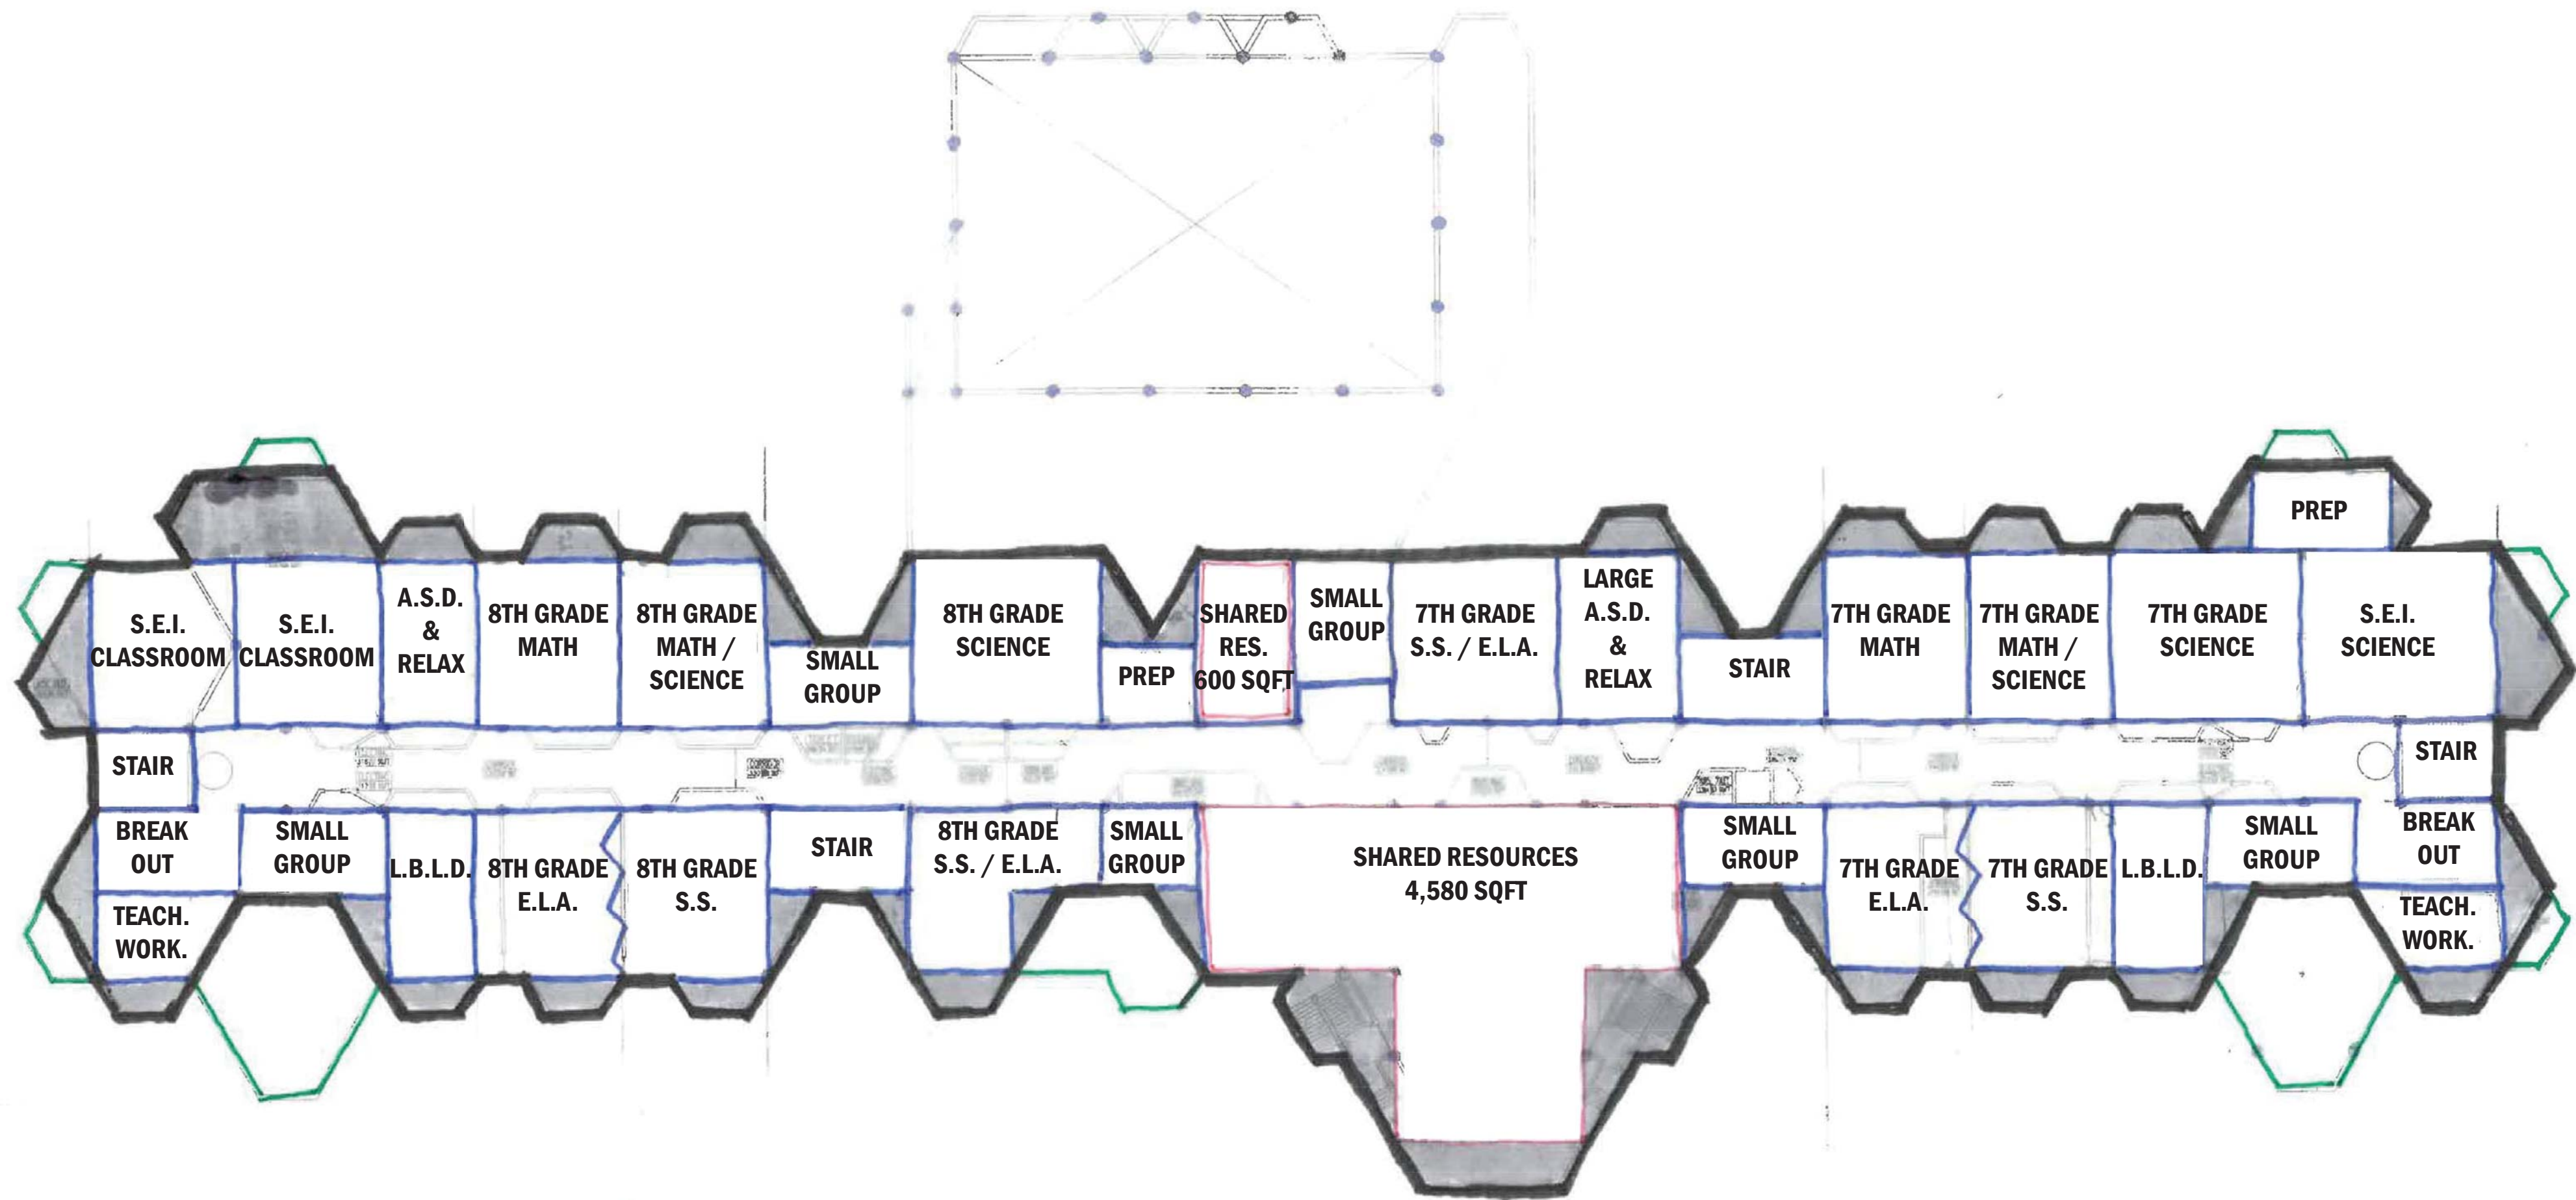 PREP
S.E.I.
CLASSROOM
S.E.I.
CLASSROOM
A.S.D.
&
RELAX
8TH GRADE
MATH
8TH GRADE
MATH /
SCIENCE
SMALL
GROUP
8TH GRADE
SCIENCE
PREP
SHARED
RES.
600 SQFT
SMALL
GROUP
7TH GRADE
S.S. / E.L.A.
LARGE
A.S.D.
&
RELAX
STAIR
7TH GRADE
MATH
7TH GRADE
MATH /
SCIENCE
7TH GRADE
SCIENCE
S.E.I.
SCIENCE
STAIR
STAIR
BREAK
OUT
TEACH.
WORK.
SMALL
GROUP
L.B.L.D.
8TH GRADE
E.L.A.
8TH GRADE
S.S.
STAIR
8TH GRADE
S.S. / E.L.A.
SMALL
GROUP
SHARED RESOURCES
4,580 SQFT
SMALL
GROUP
7TH GRADE
E.L.A.
7TH GRADE
S.S.
L.B.L.D.
SMALL
GROUP
BREAK
OUT
TEACH.
WORK.